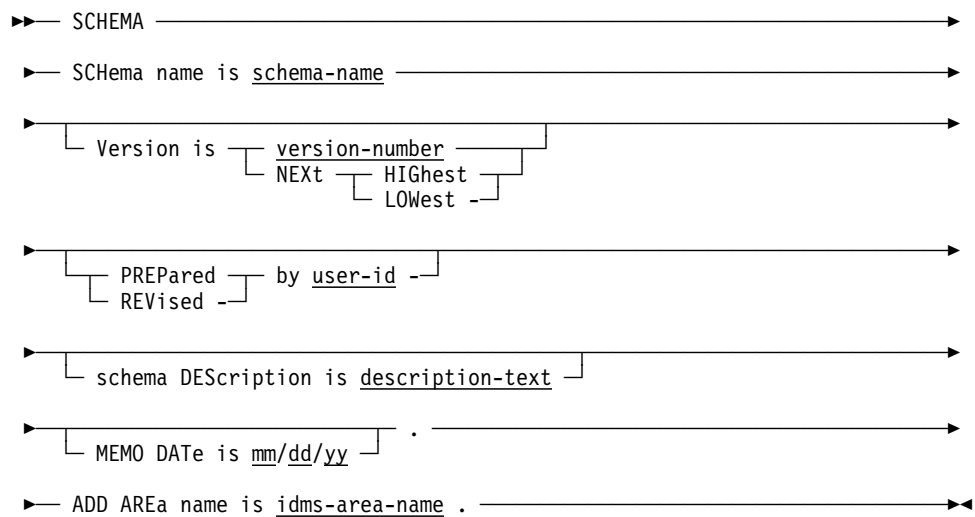 SCHEMA
SCHema name is schema-name
Version is version-number
NEXt HIGhest
LOWest
PREPared by user-id
REVised
schema DEScription is description-text
MEMO DATe is mm/dd/yy .
ADD AREa name is idms-area-name .